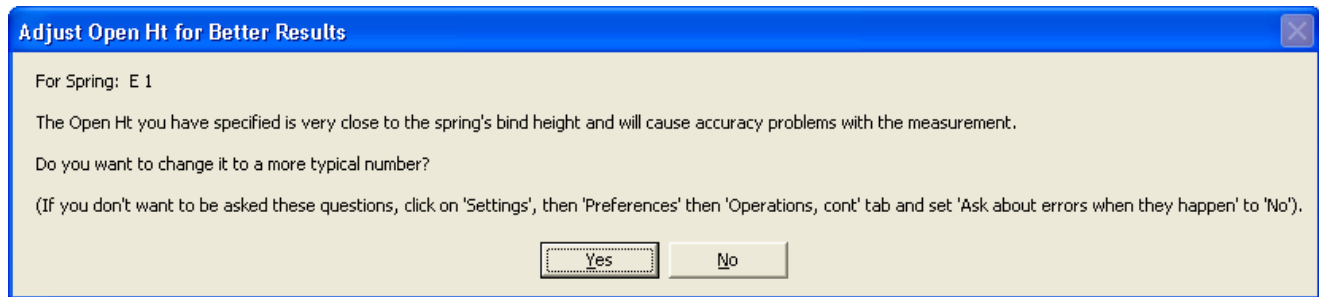 Adjust Open Ht for Better Results
For Spring: E 1
The Open Ht you have specified is very close to the spring's bind height and will cause accuracy problems with the measurement.
Do you want to change it to a more typical number?
(If you don't want to be asked these questions, click on 'Settings', then 'Preferences' then 'Operations, cont' tab and set 'Ask about errors when they happen' to 'No').
Yes No